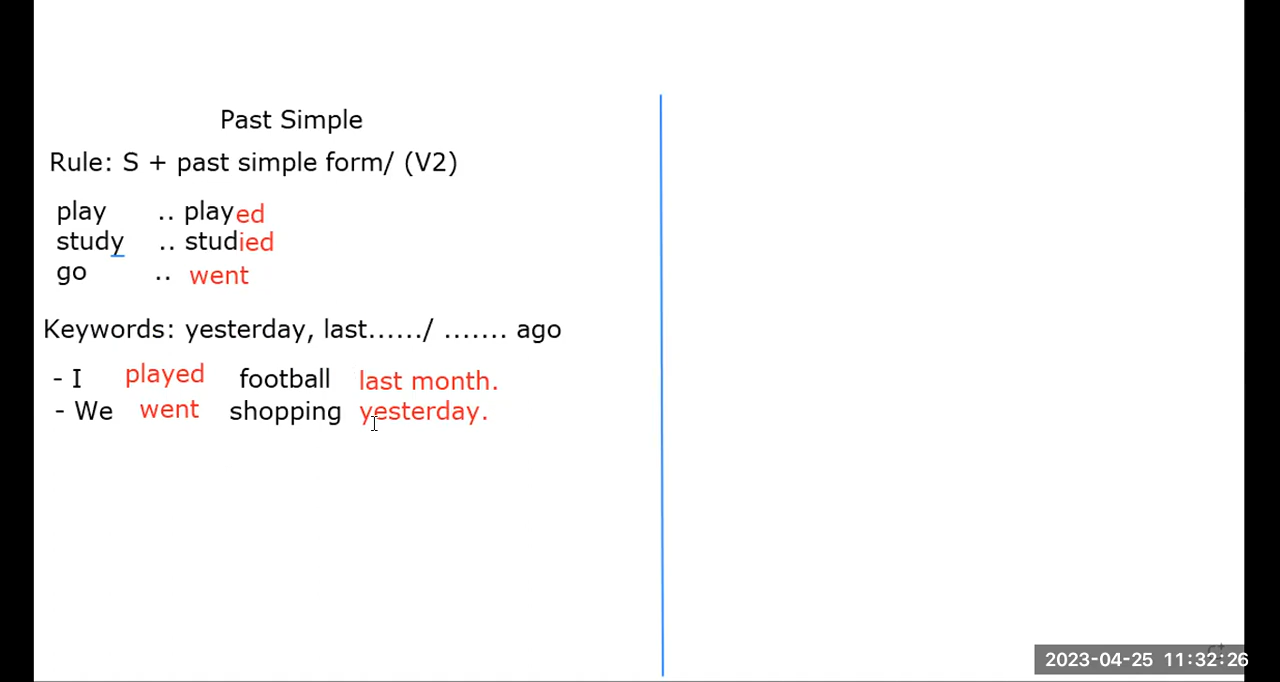 Past Simple
Rule: S + past simple form/ (V2)
play .. played
study .. studied
go .. went
Keywords: yesterday, last....../ ....... ago
- I played football last month.
- We went shopping yesterday.
2023-04-25 11:32:26